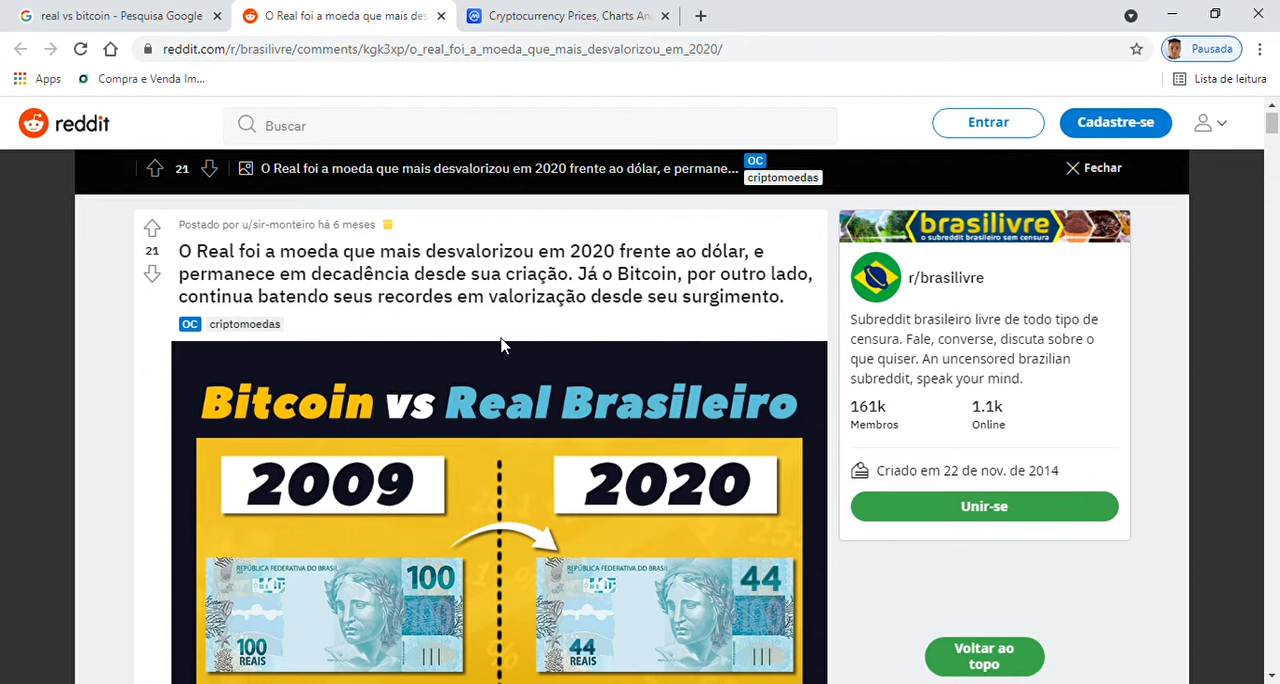 real vs bitcoin - Pesquisa Google
O Real foi a moeda que mais des
Cryptocurrency Prices, Charts An
reddit.com/r/brasilivre/comments/kgk3xp/o_real_foi_a_moeda_que_mais_desvalorizou_em_2020/
Pausada
Apps
Compra e Venda Im...
Lista de leitura
reddit
Buscar
Entrar
Cadastre-se
21
O Real foi a moeda que mais desvalorizou em 2020 frente ao dólar, e permane...
OC
criptomoedas
Fechar
Postado por u/sir-monteiro há 6 meses
21
O Real foi a moeda que mais desvalorizou em 2020 frente ao dólar, e
permanece em decadência desde sua criação. Já o Bitcoin, por outro lado,
continua batendo seus recordes em valorização desde seu surgimento.
OC criptomoedas
Bitcoin vs Real Brasileiro
2009
2020
REPÚBLICA FEDERATIVA DO BRASIL
100
100
REAIS
REPÚBLICA FEDERATIVA DO BRASIL
44
44
REAIS
brasilivre
o subreddit brasileiro sem censura
r/brasilivre
Subreddit brasileiro livre de todo tipo de
censura. Fale, converse, discuta sobre o
que quiser. An uncensored brazilian
subreddit, speak your mind.
161k
Membros
1.1k
Online
Criado em 22 de nov. de 2014
Unir-se
Voltar ao
topo